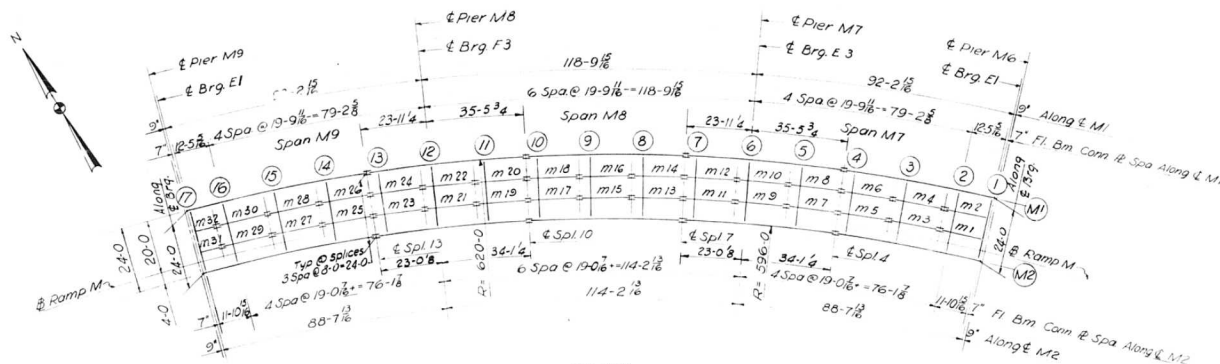 N
₵ Pier M9
₵ Brg. E1
₵ Pier M8
₵ Brg. F3
₵ Pier M7
₵ Brg. E 3
₵ Pier M6
₵ Brg. E1
118-9 15/16
92-2 15/16
6 Spa @ 19-9 11/16-=118-9 15/16
4 Spa @ 19-9 11/16-=79-2 5/8
4 Spa @ 19-9 11/16-=79-2 5/8
9" Along ₵ M1
7" Fl. Bm Conn ⅊ Spa Along ₵
9"
7"
12-5 5/16
23-11 1/4
35-5 3/4
23-11 1/4
35-5 3/4
12-5 5/16
Span M9
Span M8
Span M7
17 16 15 14 13 12 11 10 9 8 7 6 5 4 3 2 1
Along ₵ Brg.
Along ₵ Brg.
m32 m30 m28 m26 m24 m22 m20 m18 m16 m14 m12 m10 m8 m6 m4 m2
m31 m29 m27 m25 m23 m21 m19 m17 m15 m13 m11 m9 m7 m5 m3 m1
M1
M2
24-0
20-0
24-0
4-0
24-0
Ramp M
Ramp M
Typ @ splices
3 Spa @ 8-0=24-0
₵ Spl. 13
₵ Spl. 10
₵ Spl. 7
₵ Spl. 4
23-0 1/8
34-1 1/4
23-0 1/8
34-1 1/4
R= 620-0
R= 596-0
6 Spa @ 19-0 7/16+=114-2 13/16
114-2 13/16
4 Spa @ 19-0 7/16+=76-1 7/8
88-7 13/16
4 Spa @ 19-0 7/16+=76-1 7/8
88-7 13/16
7"
11-10 15/16
9"
11-10 15/16
7" Fl Bm Conn ⅊ Spa Along ₵ M2
9" Along ₵ M2